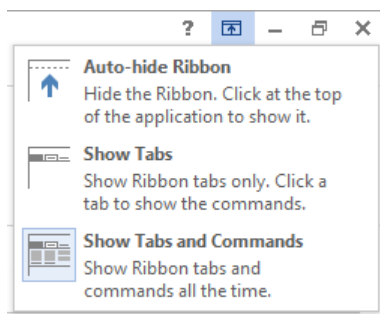 ?
Auto-hide Ribbon
Hide the Ribbon. Click at the top
of the application to show it.
Show Tabs
Show Ribbon tabs only. Click a
tab to show the commands.
Show Tabs and Commands
Show Ribbon tabs and
commands all the time.